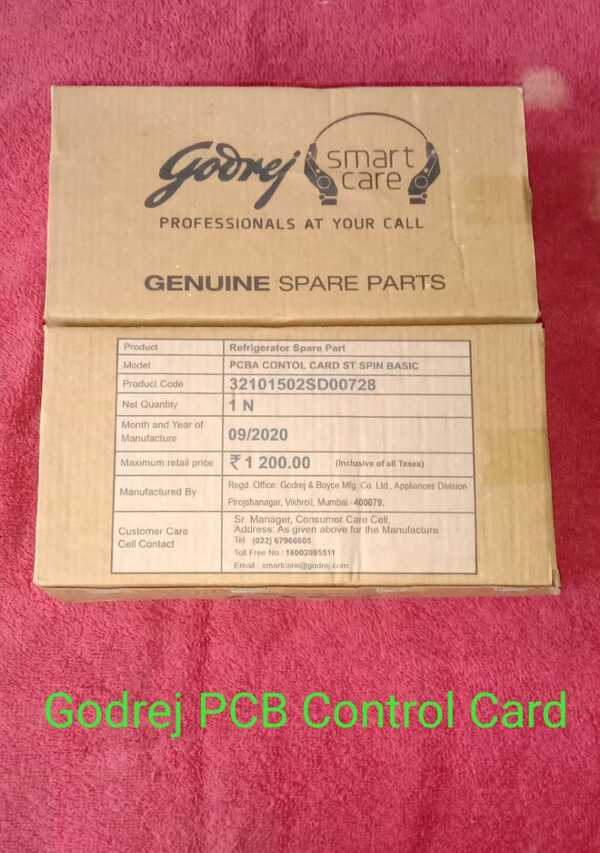 Godrej smart care
PROFESSIONALS AT YOUR CALL
GENUINE SPARE PARTS
Product Refrigerator Spare Part
Model PCBA CONTOL CARD ST SPIN BASIC
Product Code 32101502SD00728
Net Quantity 1 N
Month and Year of Manufacture 09/2020
Maximum retail price ₹ 1 200.00 (Inclusive of all Taxes)
Manufactured By Regd. Office: Godrej & Boyce Mfg. Co. Ltd., Appliances Division
Pirojshanagar, Vikhroli, Mumbai - 400079.
Customer Care Cell Contact Sr. Manager, Consumer Care Cell,
Address: As given above for the Manufacture
Tel. (022) 67966605
Toll Free No.: 18002095511
Email : smartcare@godrej.com
Godrej PCB Control Card